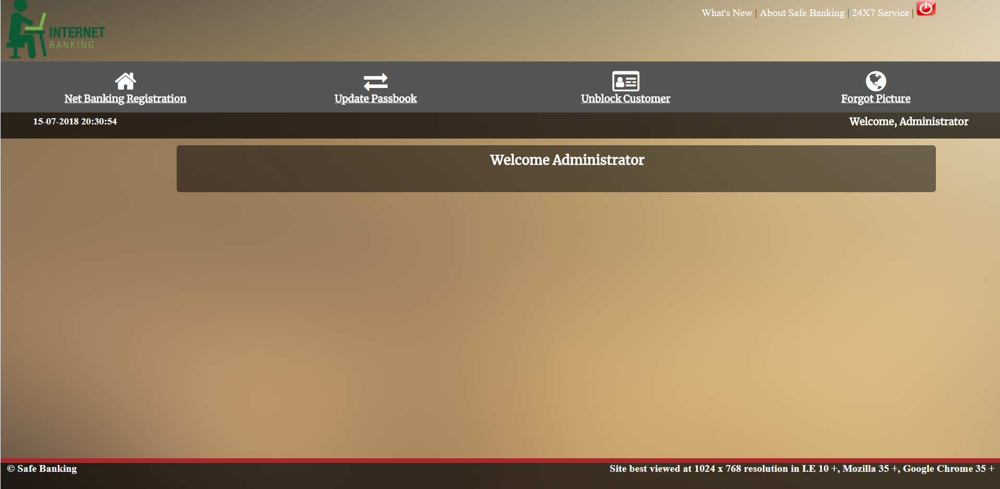 What's New | About Safe Banking | 24X7 Service |
INTERNET
BANKING
Net Banking Registration
Update Passbook
Unblock Customer
Forgot Picture
15-07-2018 20:30:54
Welcome, Administrator
Welcome Administrator
© Safe Banking
Site best viewed at 1024 x 768 resolution in I.E 10 +, Mozilla 35 +, Google Chrome 35 +